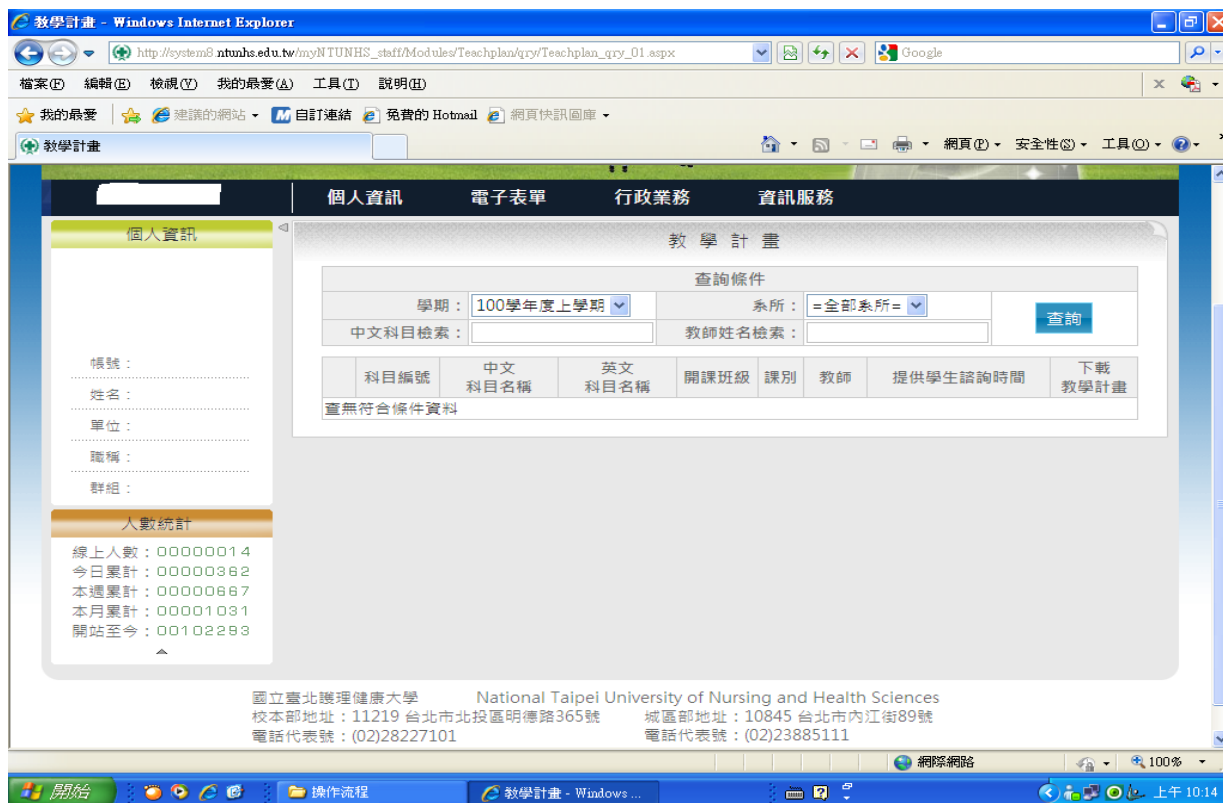 教學計畫 - Windows Internet Explorer
http://system8.ntunhs.edu.tw/myNTUNHS_staff/Modules/Teachplan/qry/Teachplan_qry_01.aspx
Google
檔案(F) 編輯(E) 檢視(V) 我的最愛(A) 工具(T) 說明(H)
我的最愛 建議的網站 自訂連結 免費的 Hotmail 網頁快訊圖庫
教學計畫
網頁(P) 安全性(S) 工具(O)
個人資訊 電子表單 行政業務 資訊服務
個人資訊
教 學 計 畫
查詢條件
學期： 100學年度上學期 系所： =全部系所=
查詢
中文科目檢索： 教師姓名檢索：
科目編號 中文科目名稱 英文科目名稱 開課班級 課別 教師 提供學生諮詢時間 下載教學計畫
查無符合條件資料
帳號：
姓名：
單位：
職稱：
群組：
人數統計
線上人數：00000014
今日累計：00000362
本週累計：00000667
本月累計：00001031
開站至今：00102293
國立臺北護理健康大學 National Taipei University of Nursing and Health Sciences
校本部地址：11219 台北市北投區明德路365號 城區部地址：10845 台北市內江街89號
電話代表號：(02)28227101 電話代表號：(02)23885111
網際網路 100%
開始 操作流程 教學計畫 - Windows ... 上午 10:14